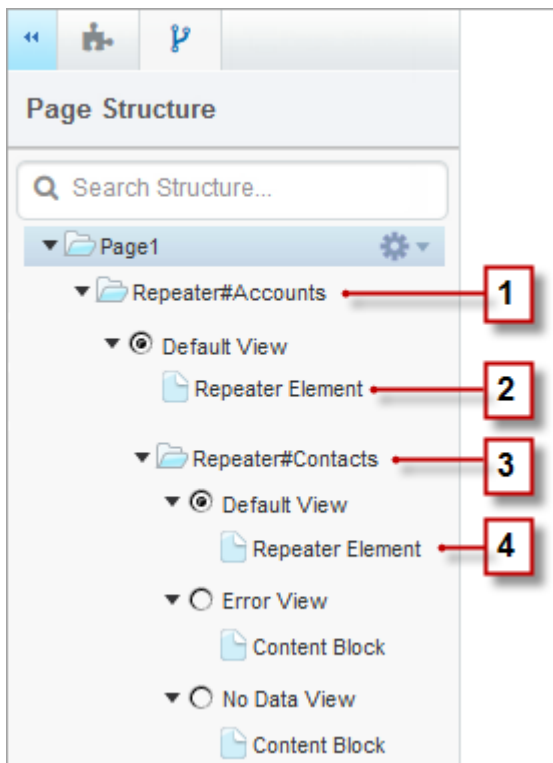 Page Structure
Search Structure...
Page1
Repeater#Accounts 1
Default View
Repeater Element 2
Repeater#Contacts 3
Default View
Repeater Element 4
Error View
Content Block
No Data View
Content Block